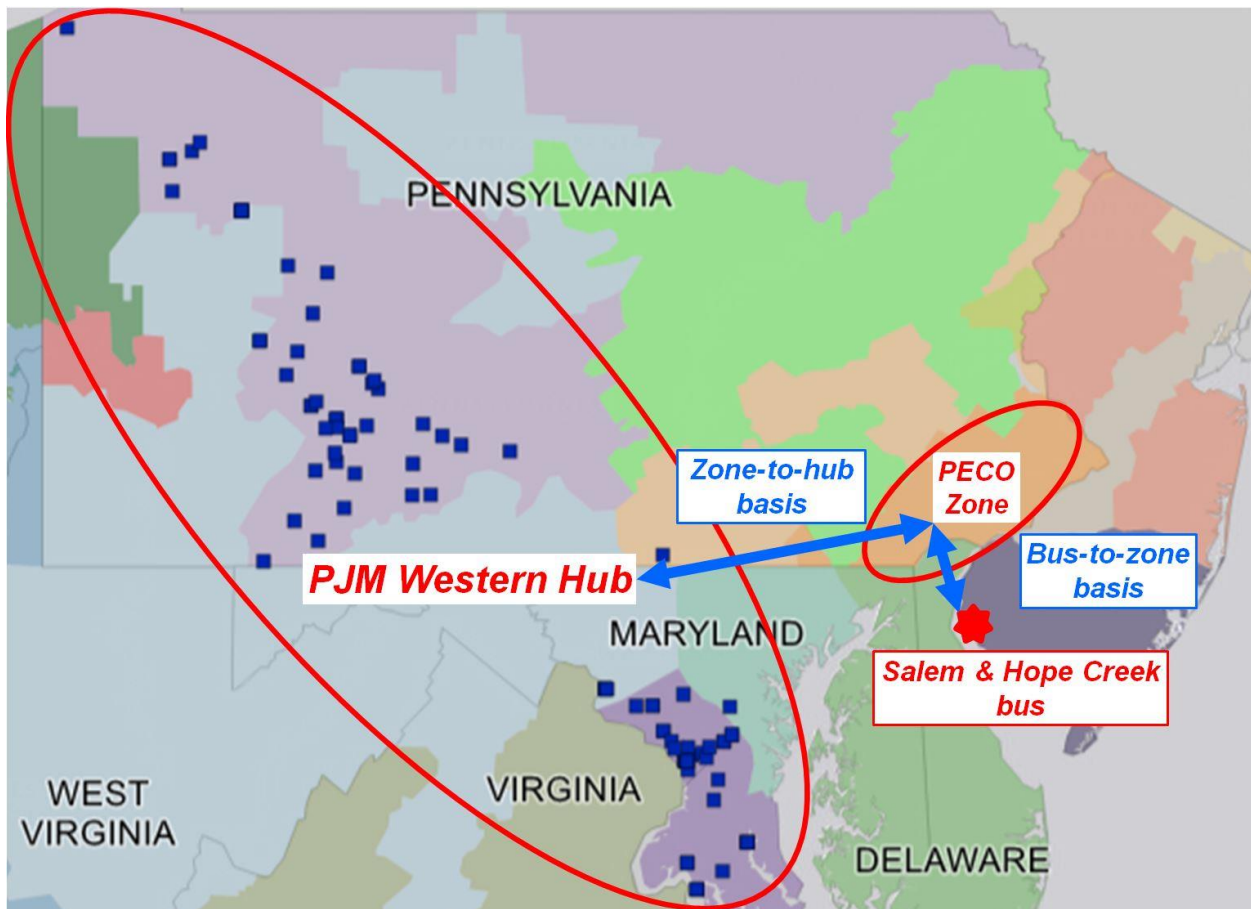 PENNSYLVANIA
Zone-to-hub
basis
PECO
Zone
PJM Western Hub
Bus-to-zone
basis
MARYLAND
Salem & Hope Creek
bus
WEST
VIRGINIA
VIRGINIA
DELAWARE